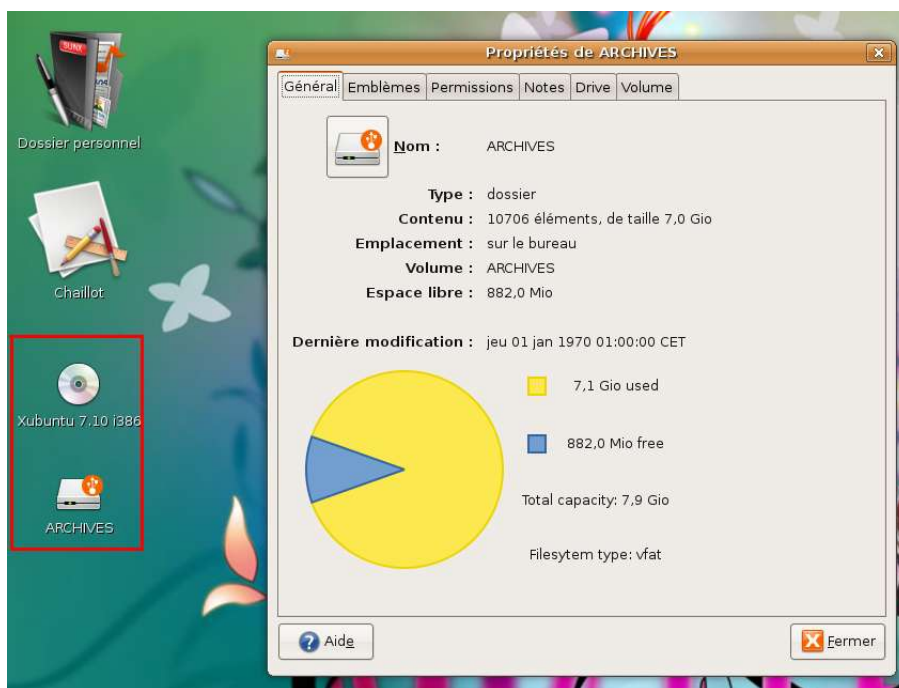 SUNX
Dossier personnel
Chaillot
Xubuntu 7.10 i386
ARCHIVES
Propriétés de ARCHIVES
Général Emblèmes Permissions Notes Drive Volume
Nom : ARCHIVES
Type : dossier
Contenu : 10706 éléments, de taille 7,0 Gio
Emplacement : sur le bureau
Volume : ARCHIVES
Espace libre : 882,0 Mio
Dernière modification : jeu 01 jan 1970 01:00:00 CET
7,1 Gio used
882,0 Mio free
Total capacity: 7,9 Gio
Filesytem type: vfat
Aide
Fermer